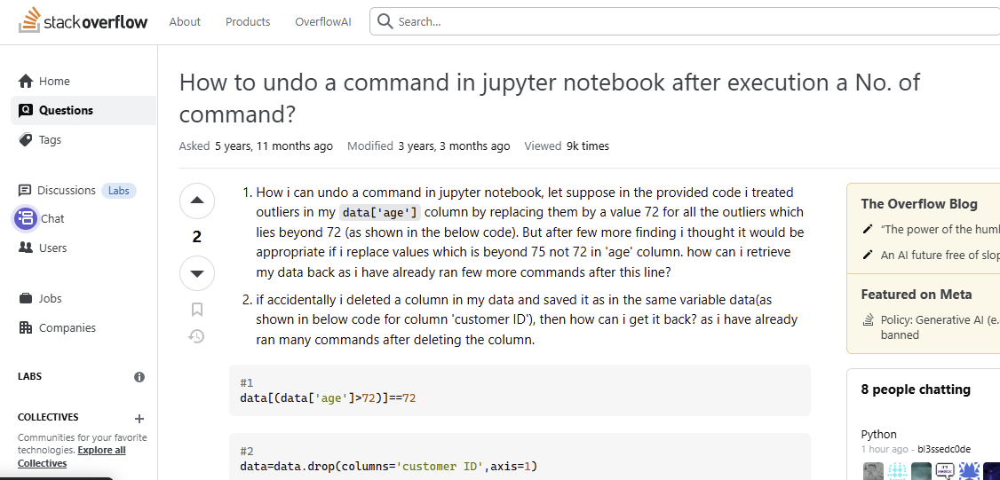 stackoverflow
About
Products
OverflowAI
Search...
Home
Questions
Tags
Discussions Labs
Chat
Users
Jobs
Companies
LABS
COLLECTIVES
Communities for your favorite
technologies. Explore all
Collectives
How to undo a command in jupyter notebook after execution a No. of
command?
Asked 5 years, 11 months ago Modified 3 years, 3 months ago Viewed 9k times
2
1. How i can undo a command in jupyter notebook, let suppose in the provided code i treated
outliers in my data['age'] column by replacing them by a value 72 for all the outliers which
lies beyond 72 (as shown in the below code). But after few more finding i thought it would be
appropriate if i replace values which is beyond 75 not 72 in 'age' column. how can i retrieve
my data back as i have already ran few more commands after this line?
2. if accidentally i deleted a column in my data and saved it as in the same variable data(as
shown in below code for column 'customer ID'), then how can i get it back? as i have already
ran many commands after deleting the column.
#1
data[(data['age']>72)]==72
#2
data=data.drop(columns='customer ID',axis=1)
The Overflow Blog
“The power of the
An AI future free of
Featured on Meta
Policy: Generative AI (e.
banned
8 people chatting
Python
1 hour ago - bl3ssedc0de